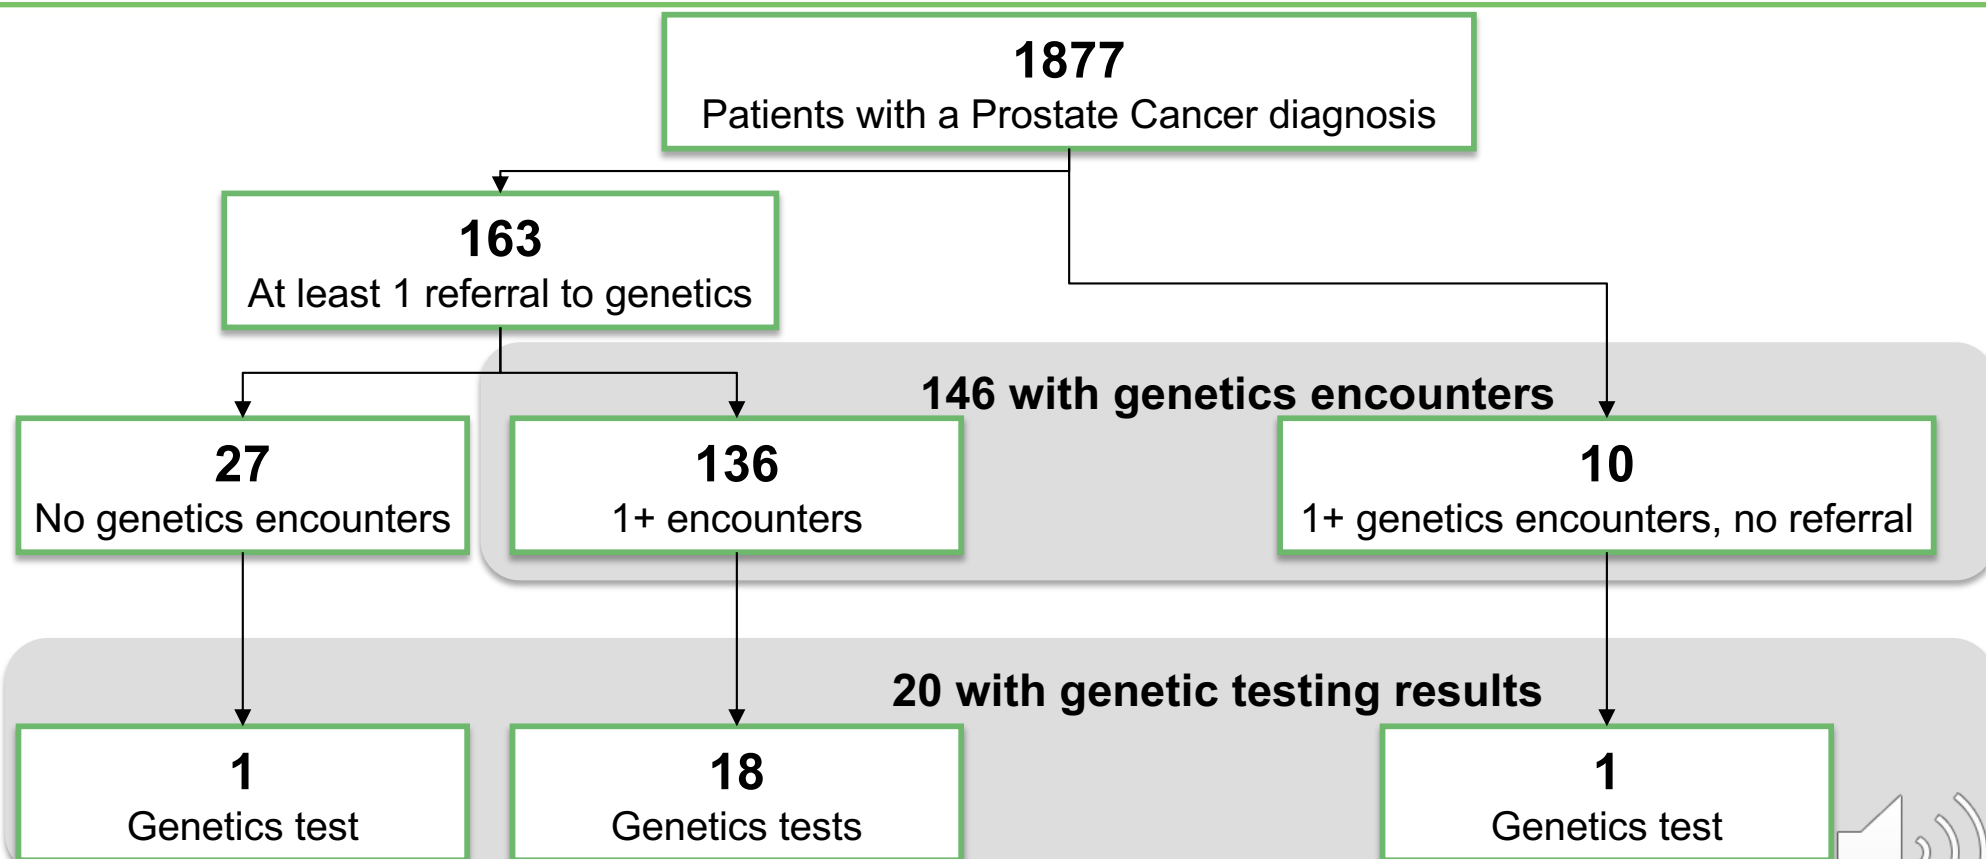 1877
Patients with a Prostate Cancer diagnosis
163
At least 1 referral to genetics
146 with genetics encounters
27
No genetics encounters
136
1+ encounters
10
1+ genetics encounters, no referral
20 with genetic testing results
1
Genetics test
18
Genetics tests
1
Genetics test